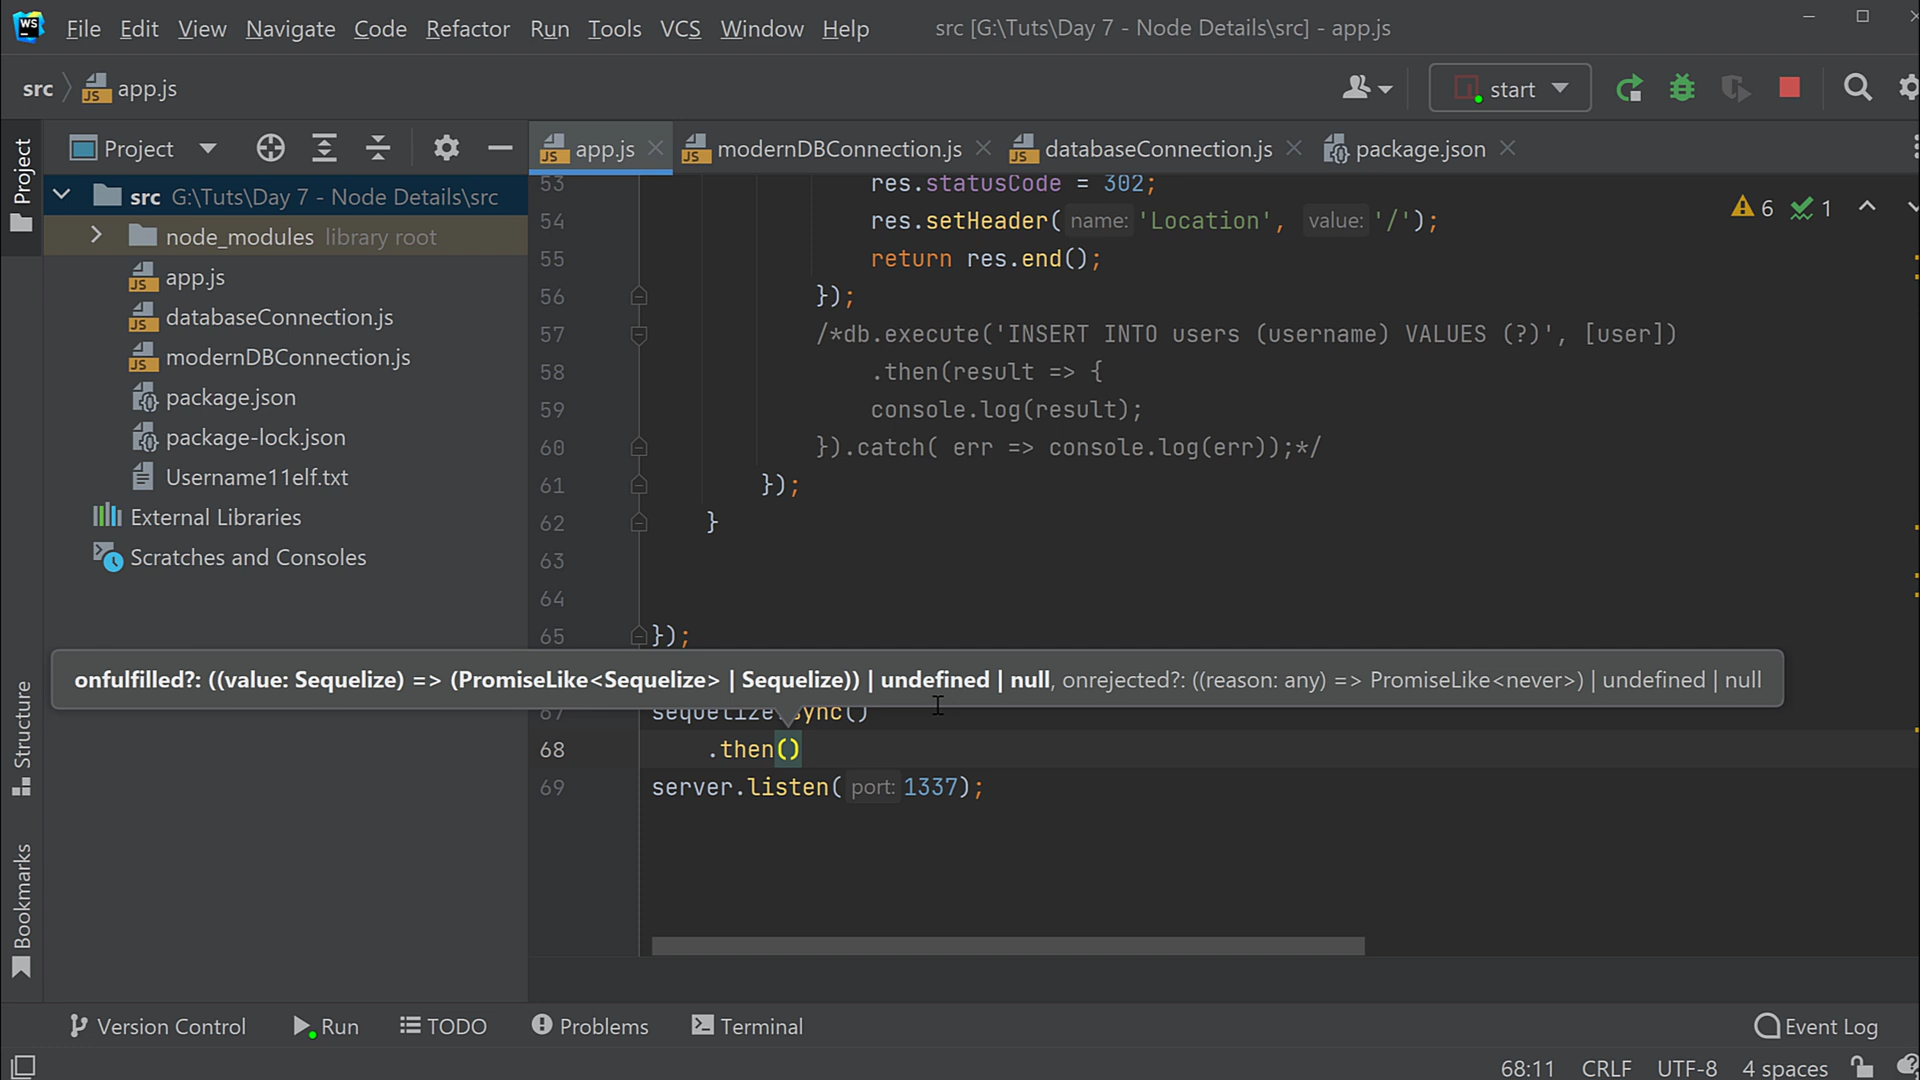 WS File Edit View Navigate Code Refactor Run Tools VCS Window Help src [G:\Tuts\Day 7 - Node Details\src] - app.js
src app.js start
Project
Project
app.js modernDBConnection.js databaseConnection.js package.json
src G:\Tuts\Day 7 - Node Details\src
node_modules library root
app.js
databaseConnection.js
modernDBConnection.js
package.json
package-lock.json
Username11elf.txt
External Libraries
Scratches and Consoles
6 1
53 res.statusCode = 302;
54 res.setHeader( name: 'Location', value: '/');
55 return res.end();
56 });
57 /*db.execute('INSERT INTO users (username) VALUES (?)', [user])
58 .then(result => {
59 console.log(result);
60 }).catch( err => console.log(err));*/
61 });
62 }
63
64
65 });
onfulfilled?: ((value: Sequelize) => (PromiseLike<Sequelize> | Sequelize)) | undefined | null, onrejected?: ((reason: any) => PromiseLike<never>) | undefined | null
67 sequelize.sync()
68 .then()
69 server.listen( port: 1337);
Structure
Bookmarks
Version Control Run TODO Problems Terminal Event Log
68:11 CRLF UTF-8 4 spaces